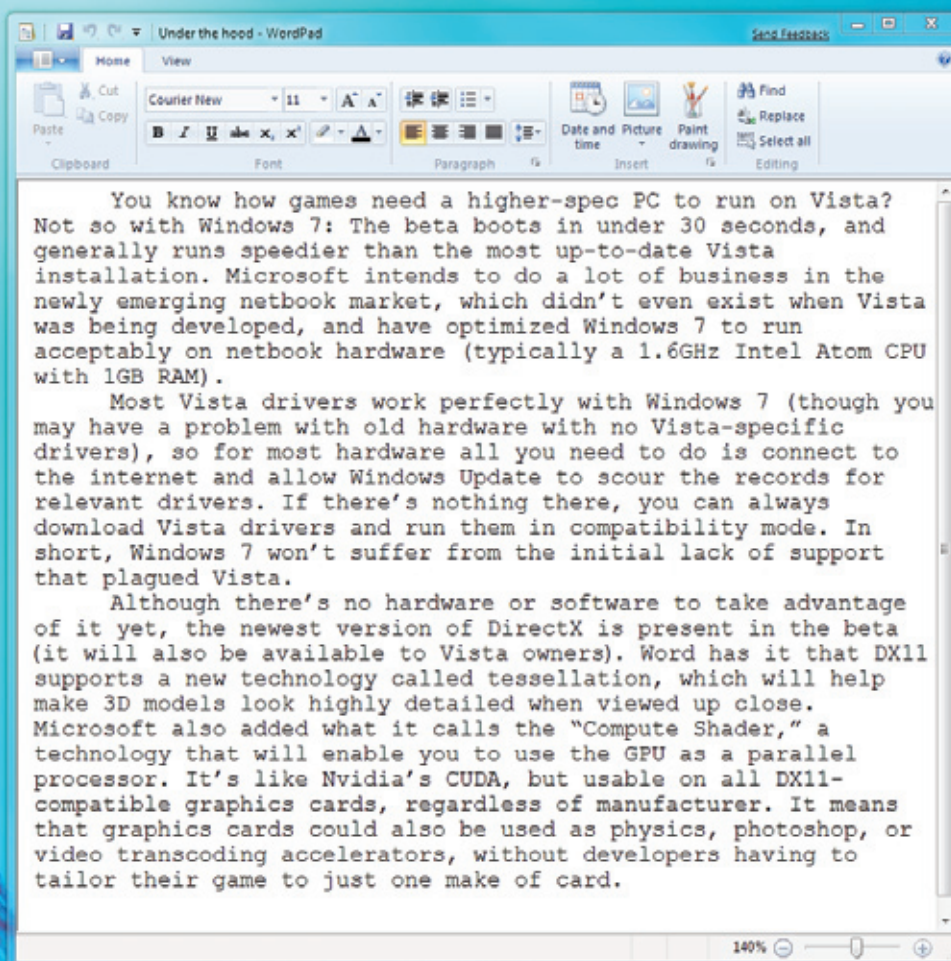 Under the hood - WordPad
Send Feedback
Home View
Paste
Cut
Copy
Clipboard
Courier New 11
Font
Paragraph
Date and time
Picture
Paint drawing
Insert
Find
Replace
Select all
Editing
You know how games need a higher-spec PC to run on Vista?
Not so with Windows 7: The beta boots in under 30 seconds, and
generally runs speedier than the most up-to-date Vista
installation. Microsoft intends to do a lot of business in the
newly emerging netbook market, which didn’t even exist when Vista
was being developed, and have optimized Windows 7 to run
acceptably on netbook hardware (typically a 1.6GHz Intel Atom CPU
with 1GB RAM).
Most Vista drivers work perfectly with Windows 7 (though you
may have a problem with old hardware with no Vista-specific
drivers), so for most hardware all you need to do is connect to
the internet and allow Windows Update to scour the records for
relevant drivers. If there’s nothing there, you can always
download Vista drivers and run them in compatibility mode. In
short, Windows 7 won’t suffer from the initial lack of support
that plagued Vista.
Although there’s no hardware or software to take advantage
of it yet, the newest version of DirectX is present in the beta
(it will also be available to Vista owners). Word has it that DX11
supports a new technology called tessellation, which will help
make 3D models look highly detailed when viewed up close.
Microsoft also added what it calls the “Compute Shader,” a
technology that will enable you to use the GPU as a parallel
processor. It’s like Nvidia’s CUDA, but usable on all DX11-
compatible graphics cards, regardless of manufacturer. It means
that graphics cards could also be used as physics, photoshop, or
video transcoding accelerators, without developers having to
tailor their game to just one make of card.
140%